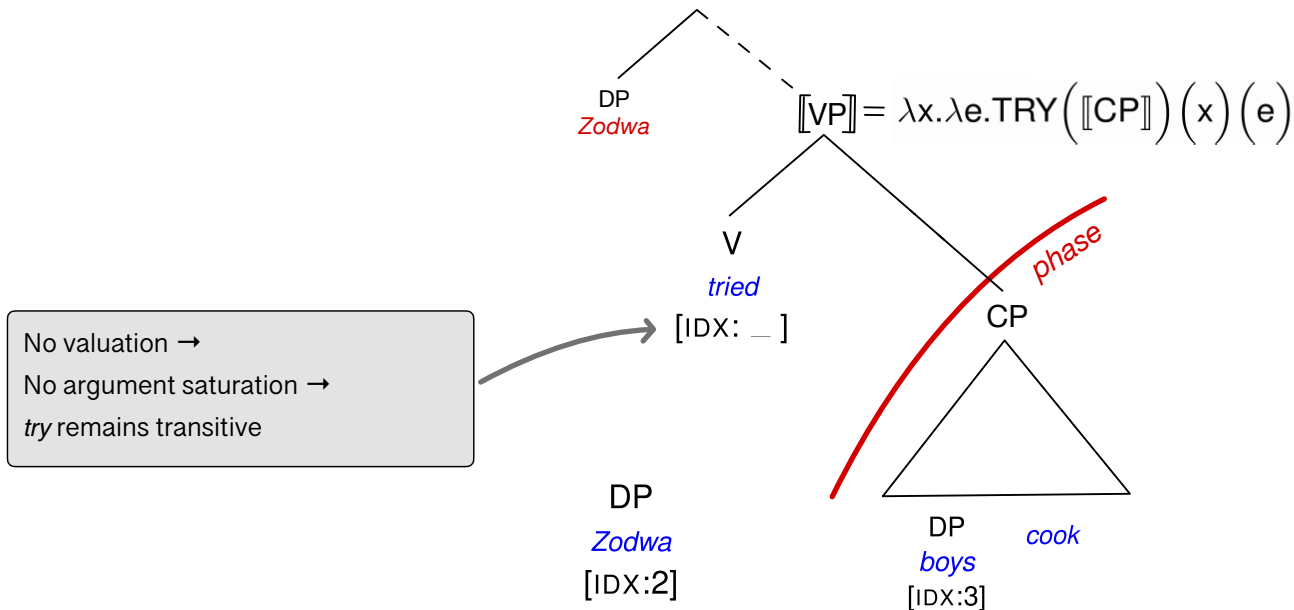 DP
Zodwa
⟦VP⟧ = λx.λe.TRY(⟦CP⟧)(x)(e)
phase
V
tried
[IDX: _ ]
CP
No valuation →
No argument saturation →
try remains transitive
DP
Zodwa
[IDX:2]
DP
boys
[IDX:3]
cook